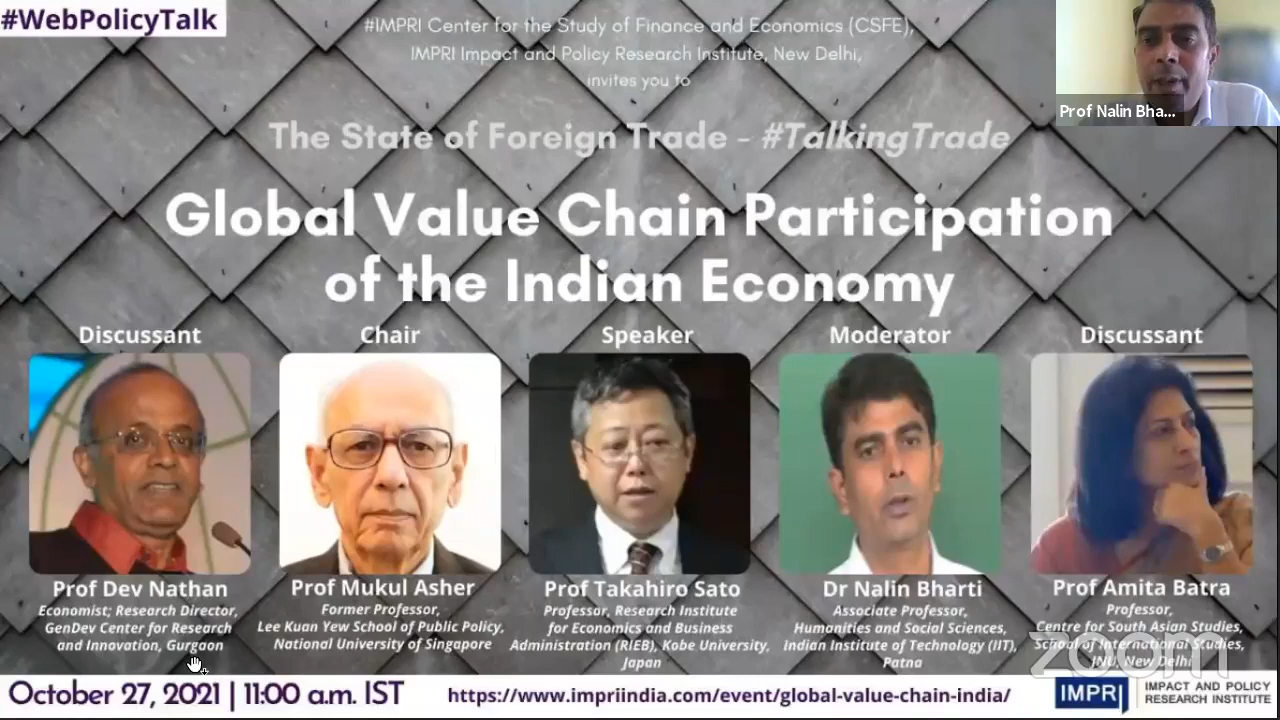 #WebPolicyTalk
#IMPRI Center for the Study of Finance and Economics (CSFE),
IMPRI Impact and Policy Research Institute, New Delhi,
invites you to
Prof Nalin Bha...
The State of Foreign Trade - #TalkingTrade
Global Value Chain Participation
of the Indian Economy
Discussant
Prof Dev Nathan
Economist; Research Director,
GenDev Center for Research
and Innovation, Gurgaon
Chair
Prof Mukul Asher
Former Professor,
Lee Kuan Yew School of Public Policy,
National University of Singapore
Speaker
Prof Takahiro Sato
Professor, Research Institute
for Economics and Business
Administration (RIEB), Kobe University,
Japan
Moderator
Dr Nalin Bharti
Associate Professor,
Humanities and Social Sciences,
Indian Institute of Technology (IIT),
Patna
Discussant
Prof Amita Batra
Professor,
Centre for South Asian Studies,
School of International Studies,
JNU, New Delhi
zoom
October 27, 2021 | 11:00 a.m. IST
https://www.impriindia.com/event/global-value-chain-india/
IMPRI
IMPACT AND POLICY
RESEARCH INSTITUTE